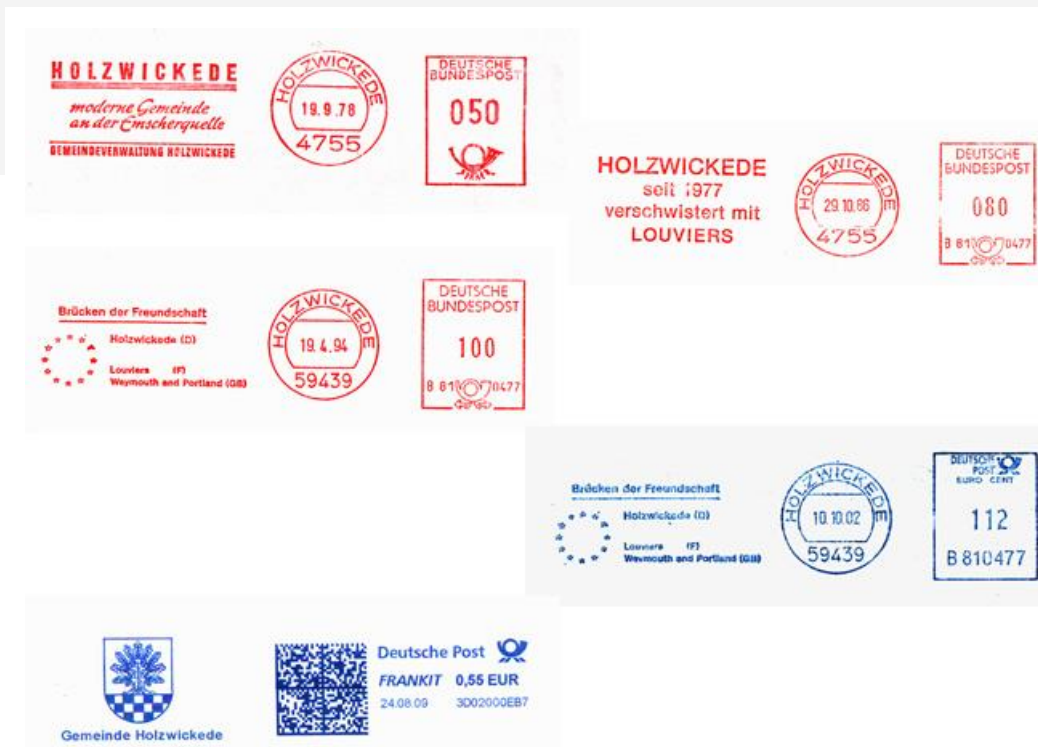 HOLZWICKEDE
moderne Gemeinde
an der Emscherquelle
GEMEINDEVERWALTUNG HOLZWICKEDE
HOLZWICKEDE
19.9.78
4755
DEUTSCHE
BUNDESPOST
050
HOLZWICKEDE
seit 1977
verschwistert mit
LOUVIERS
HOLZWICKEDE
29.10.86
4755
DEUTSCHE
BUNDESPOST
080
B 81 0477
Brücken der Freundschaft
Holzwickede (D)
Louviers (F)
Weymouth and Portland (GB)
HOLZWICKEDE
19.4.94
59439
DEUTSCHE
BUNDESPOST
100
B 81 0477
Brücken der Freundschaft
Holzwickede (D)
Louviers (F)
Weymouth and Portland (GB)
HOLZWICKEDE
10.10.02
59439
DEUTSCHE
POST
EURO CENT
112
B 810477
Gemeinde Holzwickede
Deutsche Post
FRANKIT 0,55 EUR
24.08.09 3D02000EB7